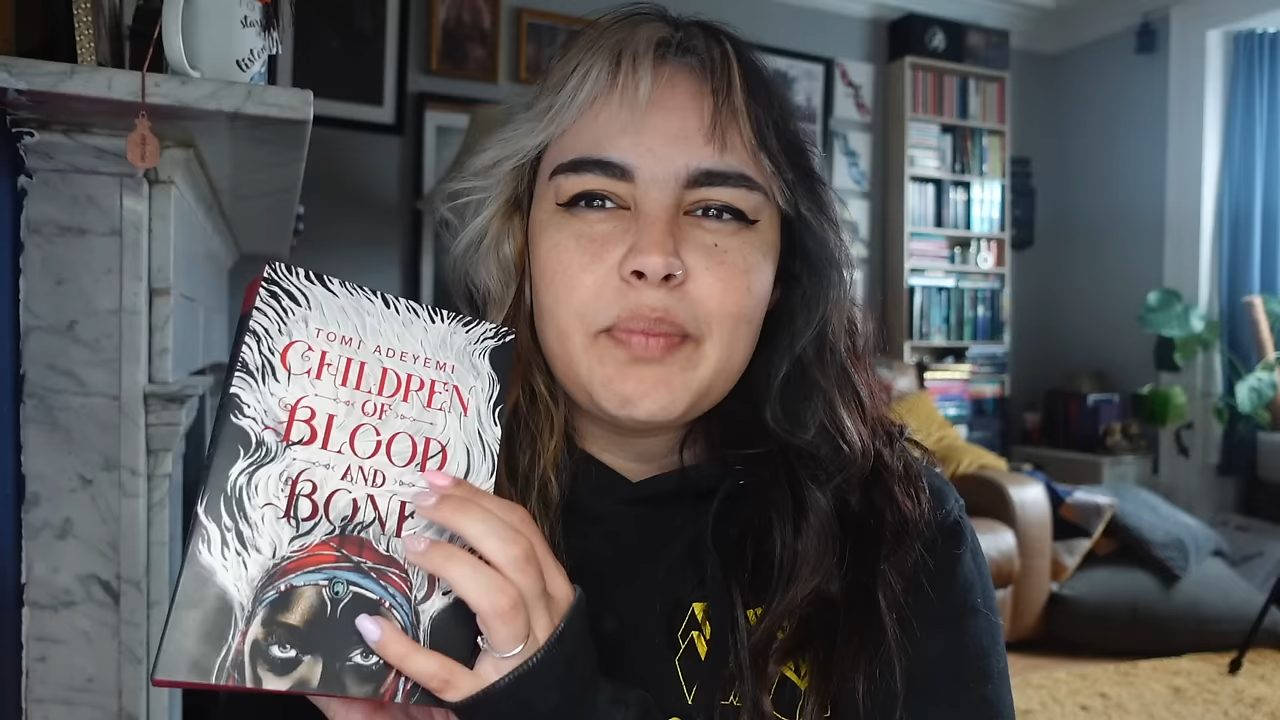 TOMI ADEYEMI
CHILDREN
OF
BLOOD
AND
BONE